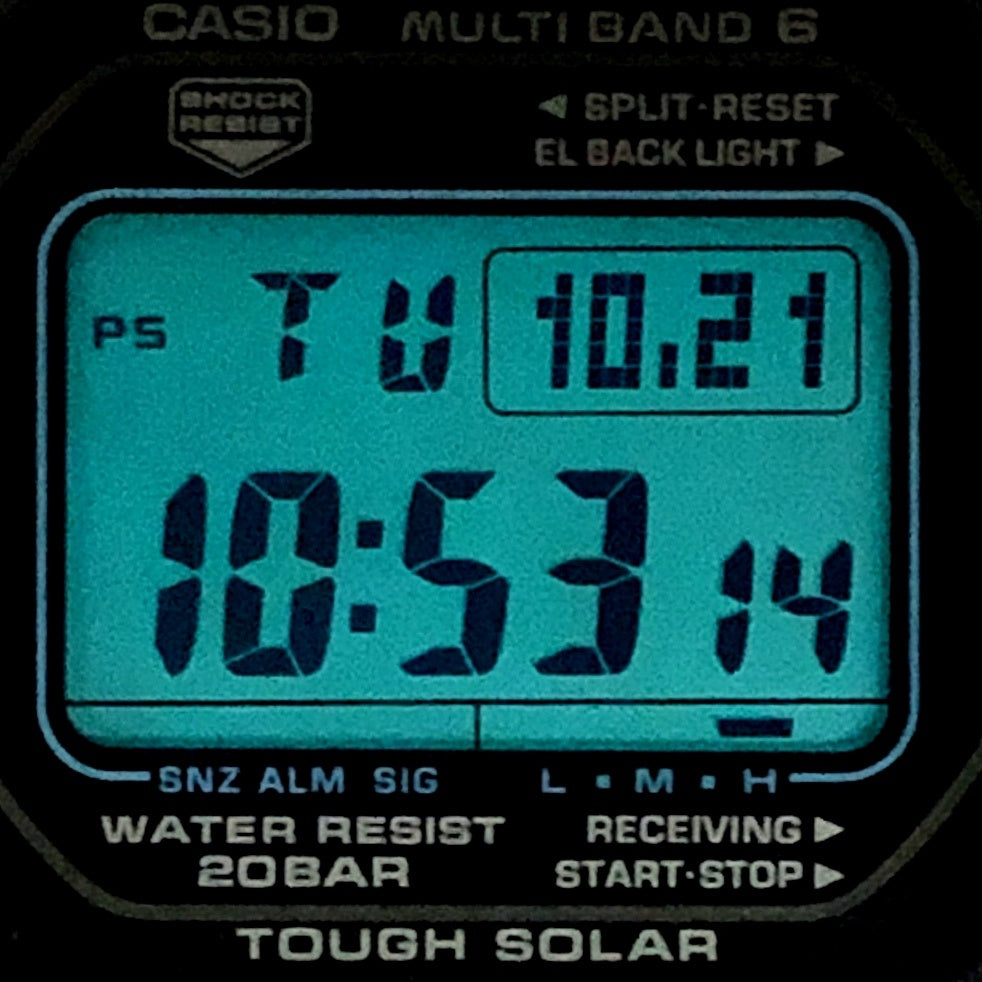 CASIO MULTI BAND 6
SHOCK
RESIST
◀ SPLIT·RESET
EL BACK LIGHT ▶
PS TU 10.21
10:53 14
SNZ ALM SIG L · M · H
WATER RESIST
20BAR
RECEIVING ▶
START·STOP ▶
TOUGH SOLAR